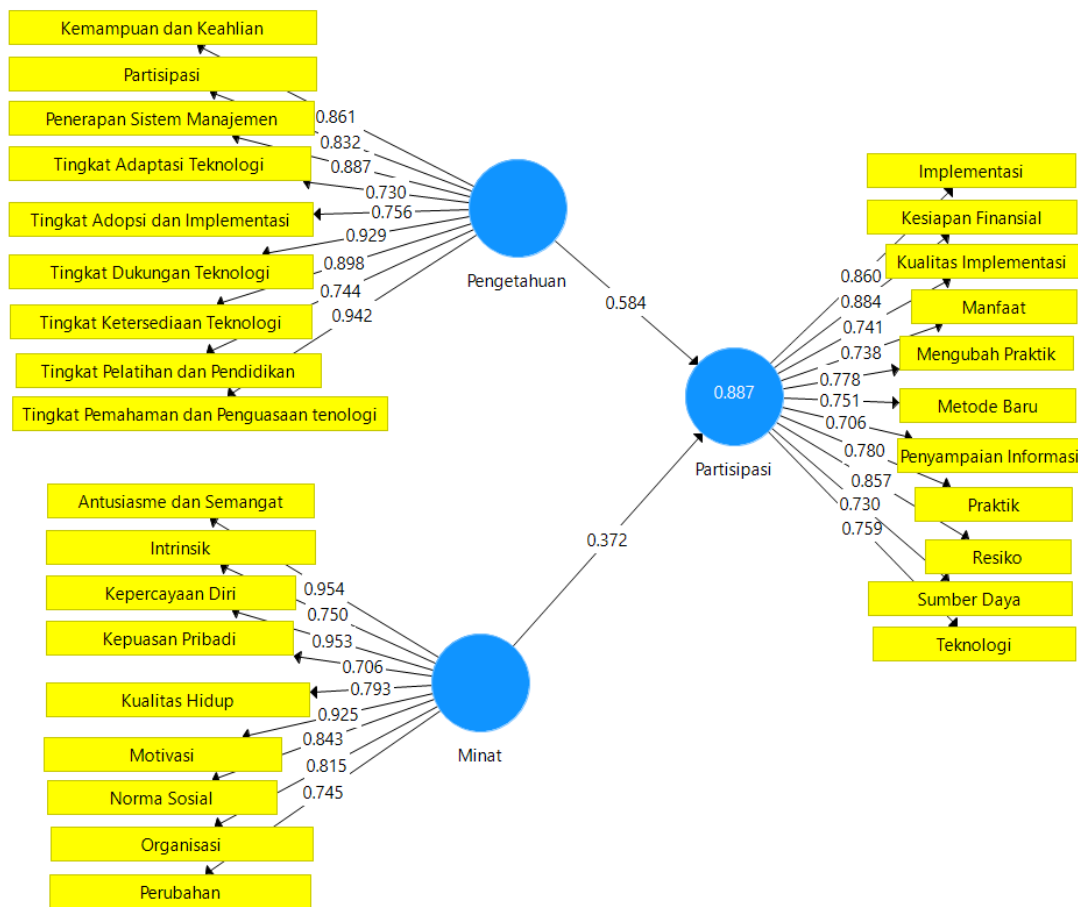 Kemampuan dan Keahlian
Partisipasi
Penerapan Sistem Manajemen
Tingkat Adaptasi Teknologi
Tingkat Adopsi dan Implementasi
Tingkat Dukungan Teknologi
Tingkat Ketersediaan Teknologi
Tingkat Pelatihan dan Pendidikan
Tingkat Pemahaman dan Penguasaan tenologi
0.861
0.832
0.887
0.730
0.756
0.929
0.898
0.744
0.942
Pengetahuan
0.584
Antusiasme dan Semangat
Intrinsik
Kepercayaan Diri
Kepuasan Pribadi
Kualitas Hidup
Motivasi
Norma Sosial
Organisasi
Perubahan
0.954
0.750
0.953
0.706
0.793
0.925
0.843
0.815
0.745
Minat
0.372
0.887
Partisipasi
0.860
0.884
0.741
0.738
0.778
0.751
0.706
0.780
0.857
0.730
0.759
Implementasi
Kesiapan Finansial
Kualitas Implementasi
Manfaat
Mengubah Praktik
Metode Baru
Penyampaian Informasi
Praktik
Resiko
Sumber Daya
Teknologi